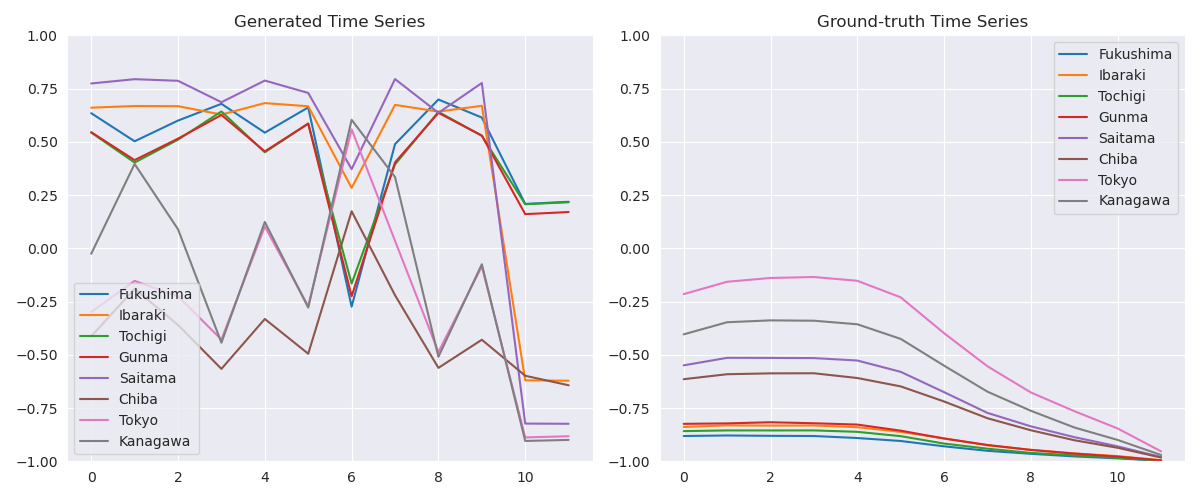 Generated Time Series
1.00
0.75
0.50
0.25
0.00
−0.25
−0.50
−0.75
−1.00
0 2 4 6 8 10
Fukushima
Ibaraki
Tochigi
Gunma
Saitama
Chiba
Tokyo
Kanagawa
Ground-truth Time Series
1.00
0.75
0.50
0.25
0.00
−0.25
−0.50
−0.75
−1.00
0 2 4 6 8 10
Fukushima
Ibaraki
Tochigi
Gunma
Saitama
Chiba
Tokyo
Kanagawa